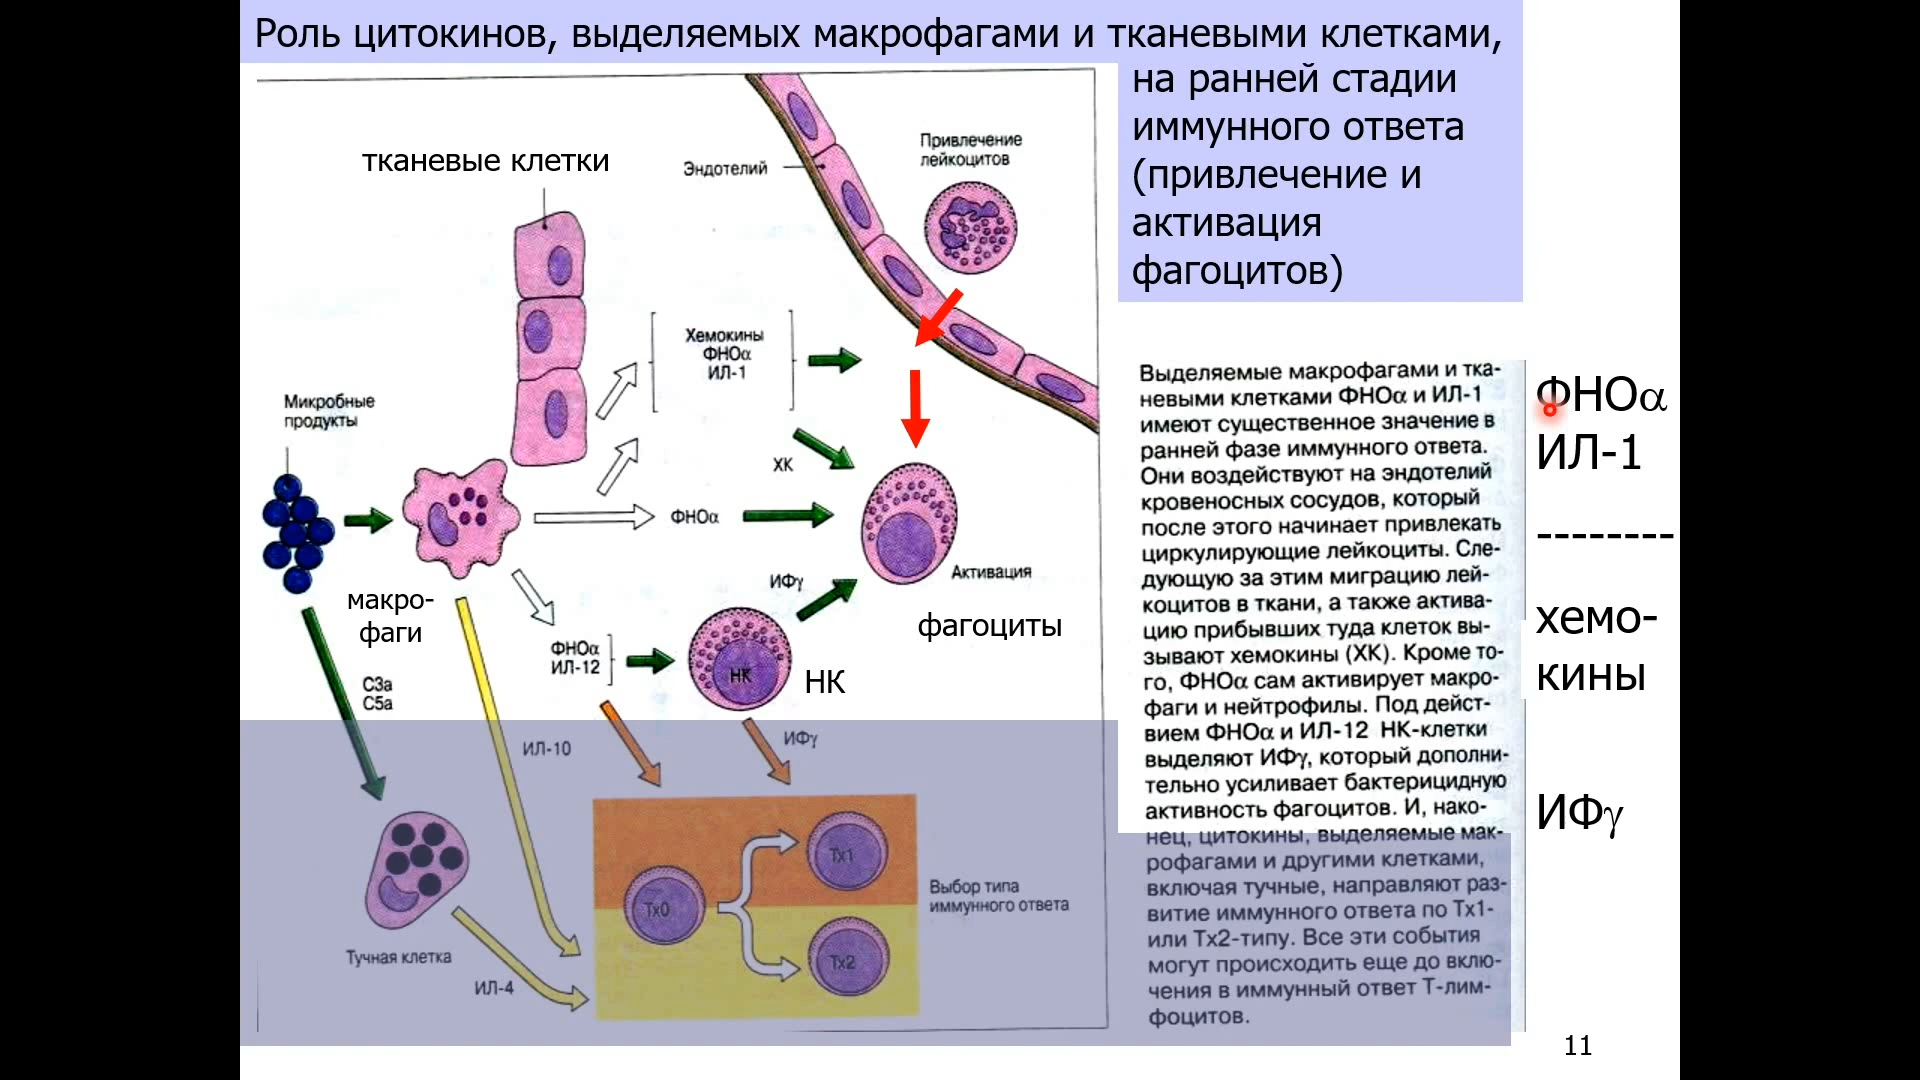 Роль цитокинов, выделяемых макрофагами и тканевыми клетками,
на ранней стадии
иммунного ответа
(привлечение и
активация
фагоцитов)
тканевые клетки
Эндотелий
Привлечение
лейкоцитов
Хемокины
ФНОα
ИЛ-1
Микробные
продукты
ХК
ФНОα
ИФγ
Активация
фагоциты
макро-
фаги
ФНОα
ИЛ-12
НК
НК
С3а
С5а
ИЛ-10
ИФγ
Тх0
Тх1
Тх2
Выбор типа
иммунного ответа
Тучная клетка
ИЛ-4
Выделяемые макрофагами и тка-
невыми клетками ФНОα и ИЛ-1
имеют существенное значение в
ранней фазе иммунного ответа.
Они воздействуют на эндотелий
кровеносных сосудов, который
после этого начинает привлекать
циркулирующие лейкоциты. Сле-
дующую за этим миграцию лей-
коцитов в ткани, а также актива-
цию прибывших туда клеток вы-
зывают хемокины (ХК). Кроме то-
го, ФНОα сам активирует макро-
фаги и нейтрофилы. Под дейст-
вием ФНОα и ИЛ-12 НК-клетки
выделяют ИФγ, который дополни-
тельно усиливает бактерицидную
активность фагоцитов. И, нако-
нец, цитокины, выделяемые мак-
рофагами и другими клетками,
включая тучные, направляют раз-
витие иммунного ответа по Тх1-
или Тх2-типу. Все эти события
могут происходить еще до вклю-
чения в иммунный ответ Т-лим-
фоцитов.
ФНОα
ИЛ-1
--------
хемо-
кины
ИФγ
11